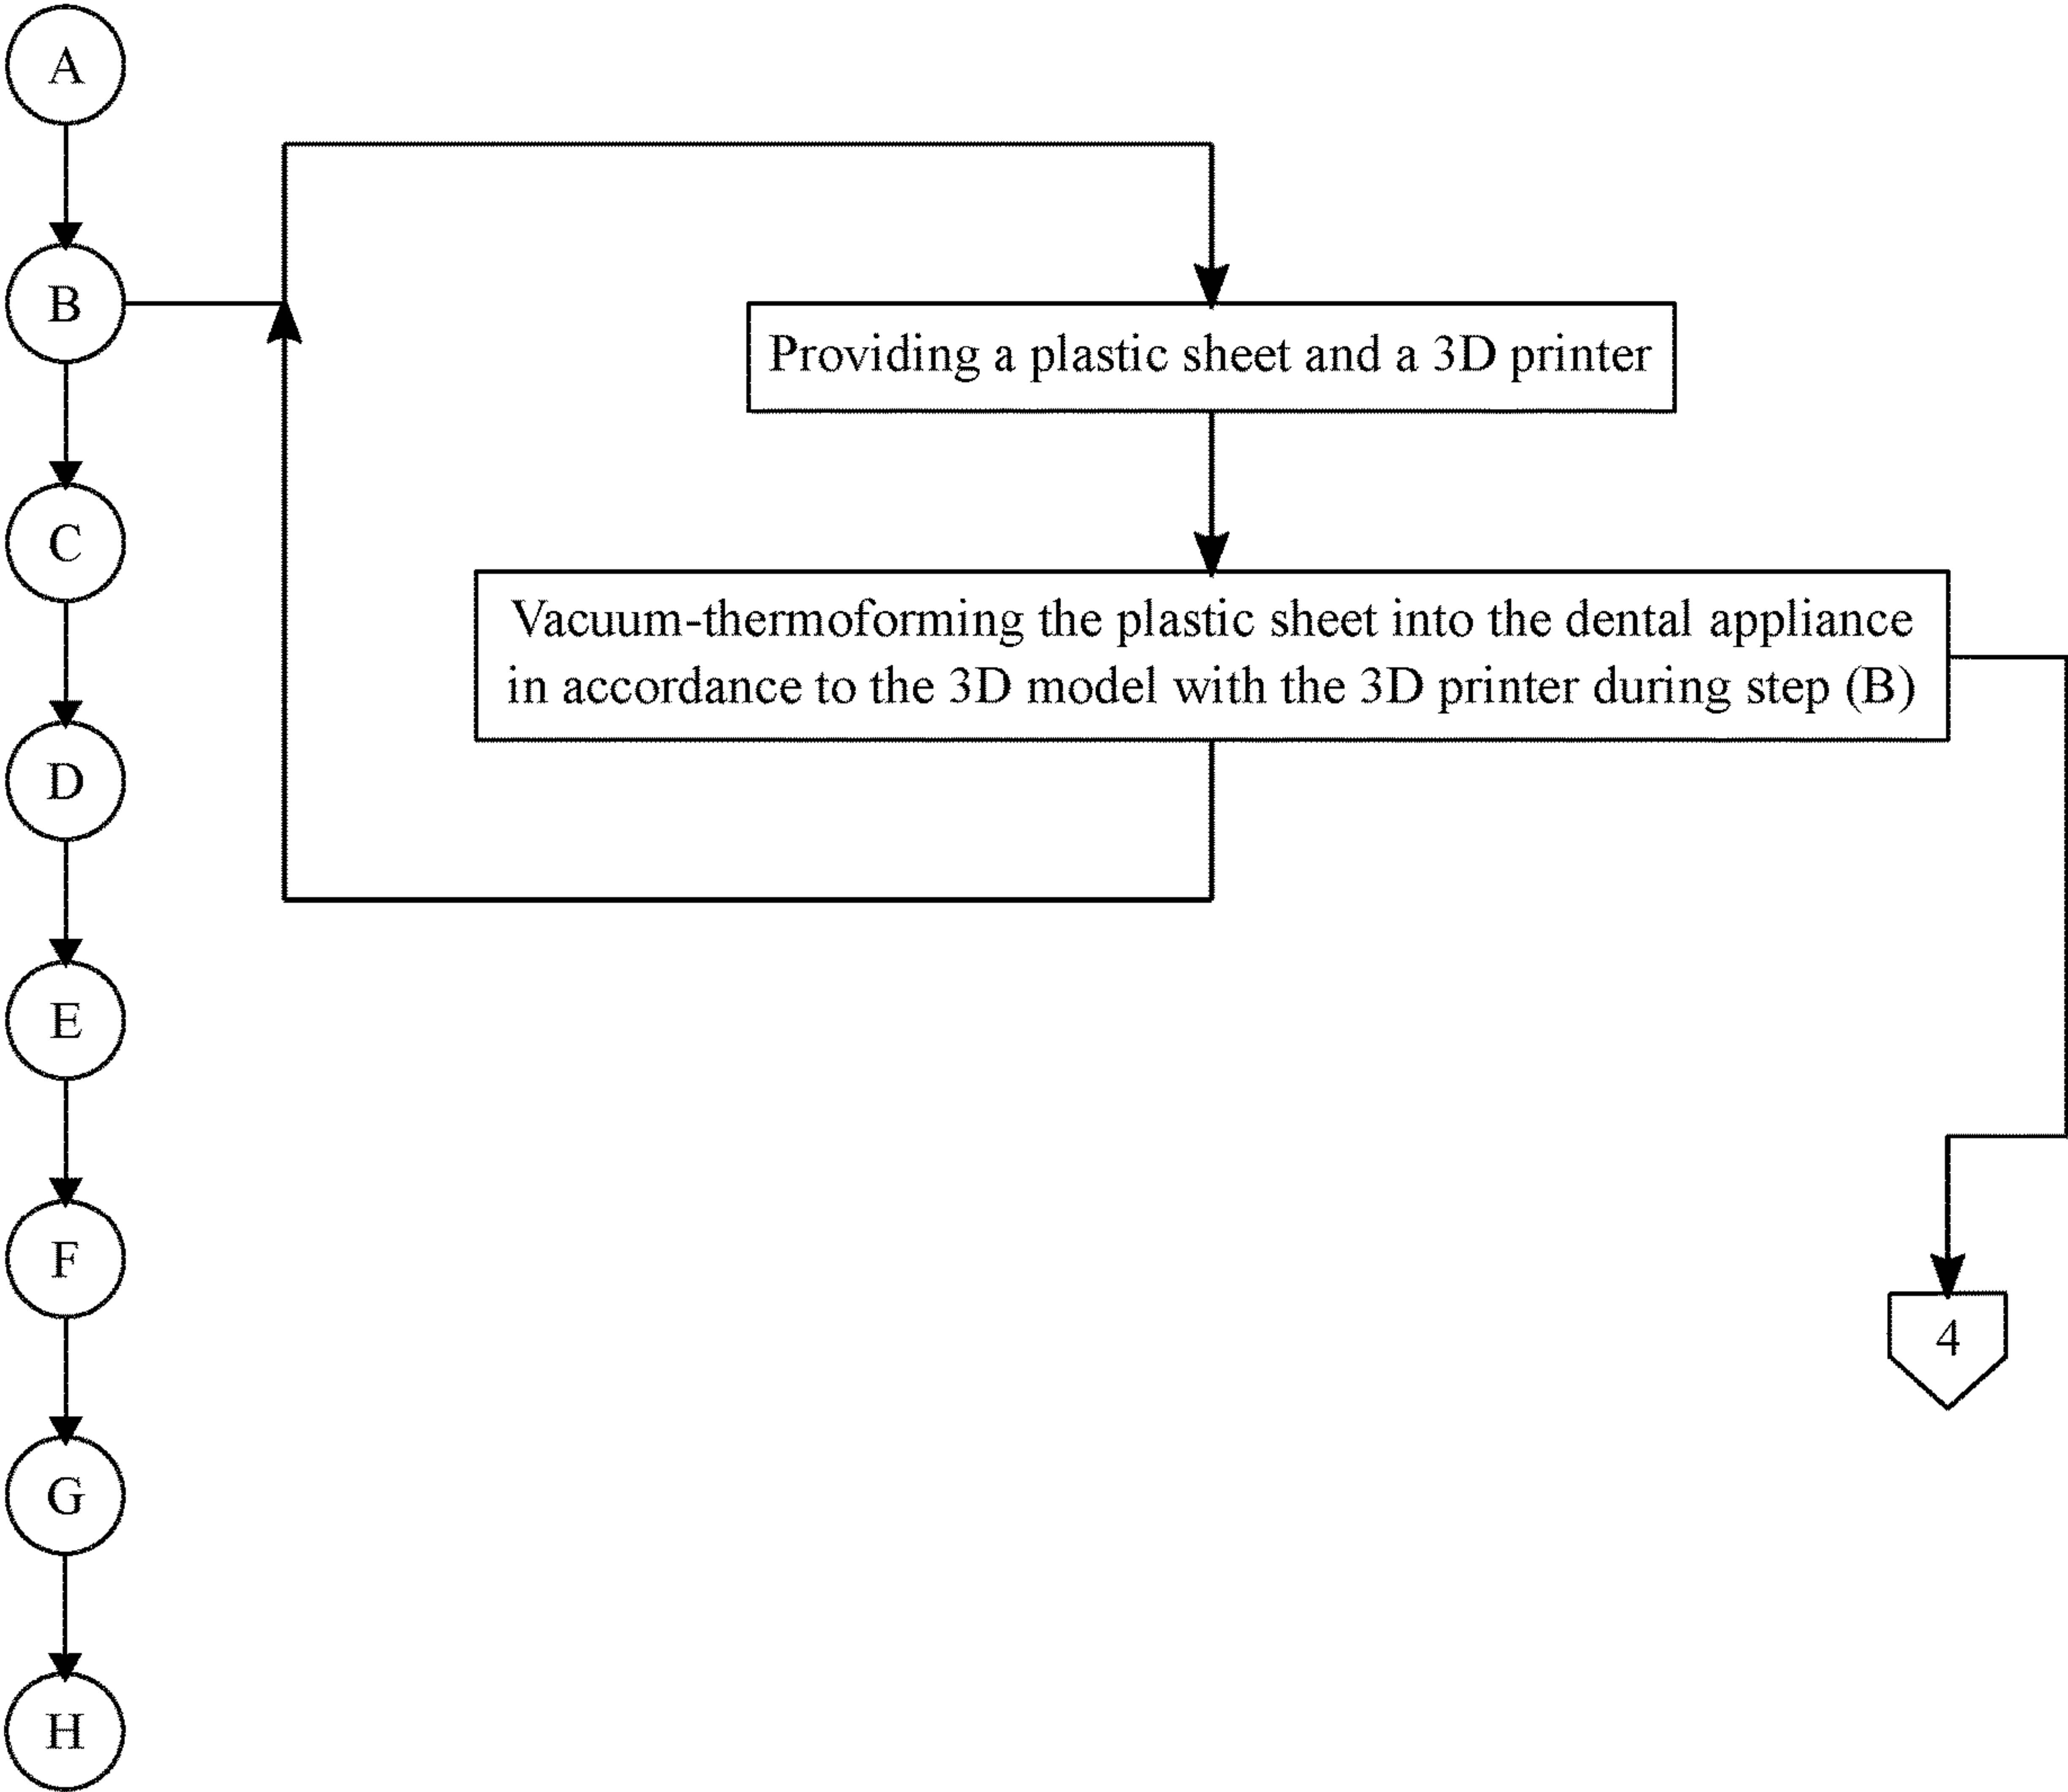 A
B
Providing a plastic sheet and a 3D printer
C
Vacuum-thermoforming the plastic sheet into the dental appliance
in accordance to the 3D model with the 3D printer during step (B)
D
E
F
4
G
H